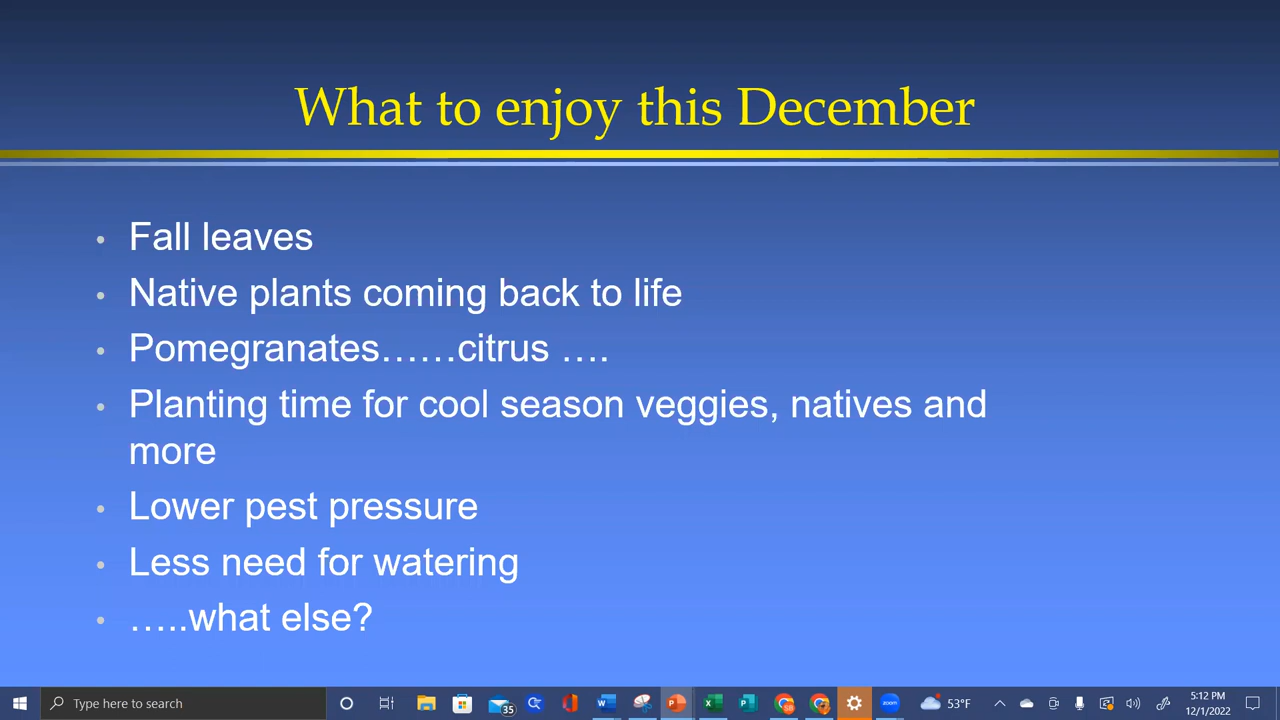 What to enjoy this December
• Fall leaves
• Native plants coming back to life
• Pomegranates……citrus ….
• Planting time for cool season veggies, natives and
more
• Lower pest pressure
• Less need for watering
• …..what else?
Type here to search
35
SB
zoom
53°F
5:12 PM
12/1/2022